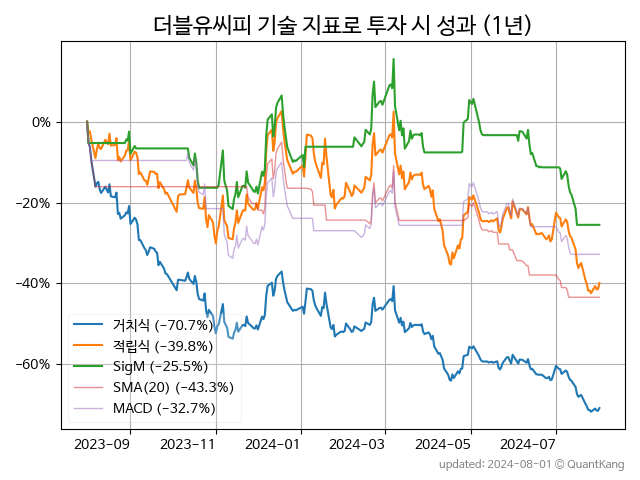 더블유씨피 기술 지표로 투자 시 성과 (1년)
0%
−20%
−40%
−60%
거치식 (−70.7%)
적립식 (−39.8%)
SigM (−25.5%)
SMA(20) (−43.3%)
MACD (−32.7%)
2023−09 2023−11 2024−01 2024−03 2024−05 2024−07
updated: 2024−08−01 © QuantKang